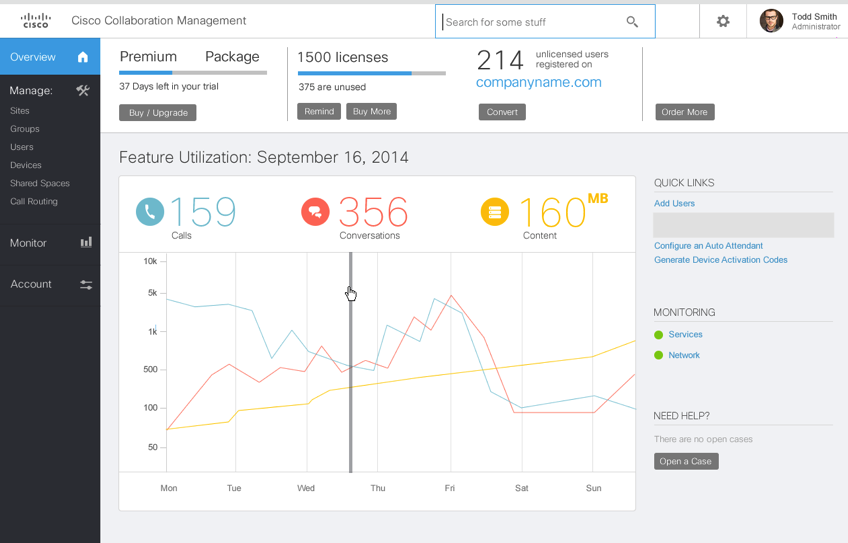 CISCO
Cisco Collaboration Management
Search for some stuff
Todd Smith
Administrator
Overview
Manage:
Sites
Groups
Users
Devices
Shared Spaces
Call Routing
Monitor
Account
Premium Package
37 Days left in your trial
Buy / Upgrade
1500 licenses
375 are unused
Remind
Buy More
214
unlicensed users
registered on
companyname.com
Convert
Order More
Feature Utilization: September 16, 2014
159
Calls
356
Conversations
160 MB
Content
10k
5k
1k
500
100
50
Mon
Tue
Wed
Thu
Fri
Sat
Sun
QUICK LINKS
Add Users
Configure an Auto Attendant
Generate Device Activation Codes
MONITORING
Services
Network
NEED HELP?
There are no open cases
Open a Case